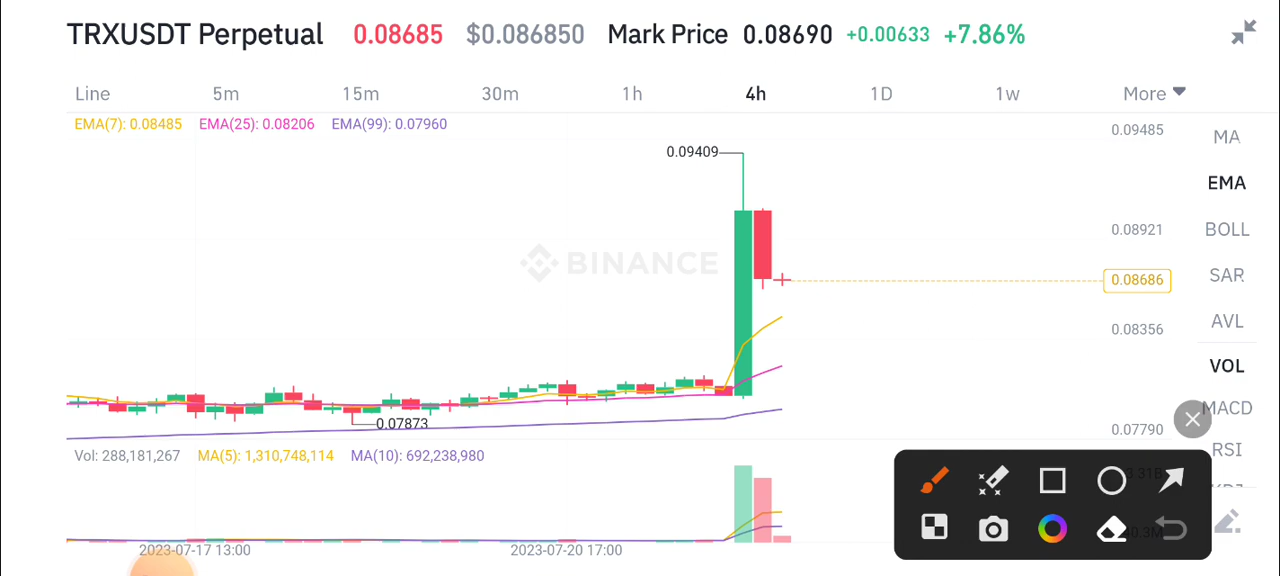 TRXUSDT Perpetual 0.08685 $0.086850 Mark Price 0.08690 +0.00633 +7.86%
Line 5m 15m 30m 1h 4h 1D 1w More
EMA(7): 0.08485 EMA(25): 0.08206 EMA(99): 0.07960
0.09485
MA
0.09409
EMA
0.08921
BOLL
BINANCE
SAR
0.08686
AVL
0.08356
VOL
MACD
0.07873
0.07790
RSI
Vol: 288,181,267 MA(5): 1,310,748,114 MA(10): 692,238,980
2023-07-17 13:00 2023-07-20 17:00